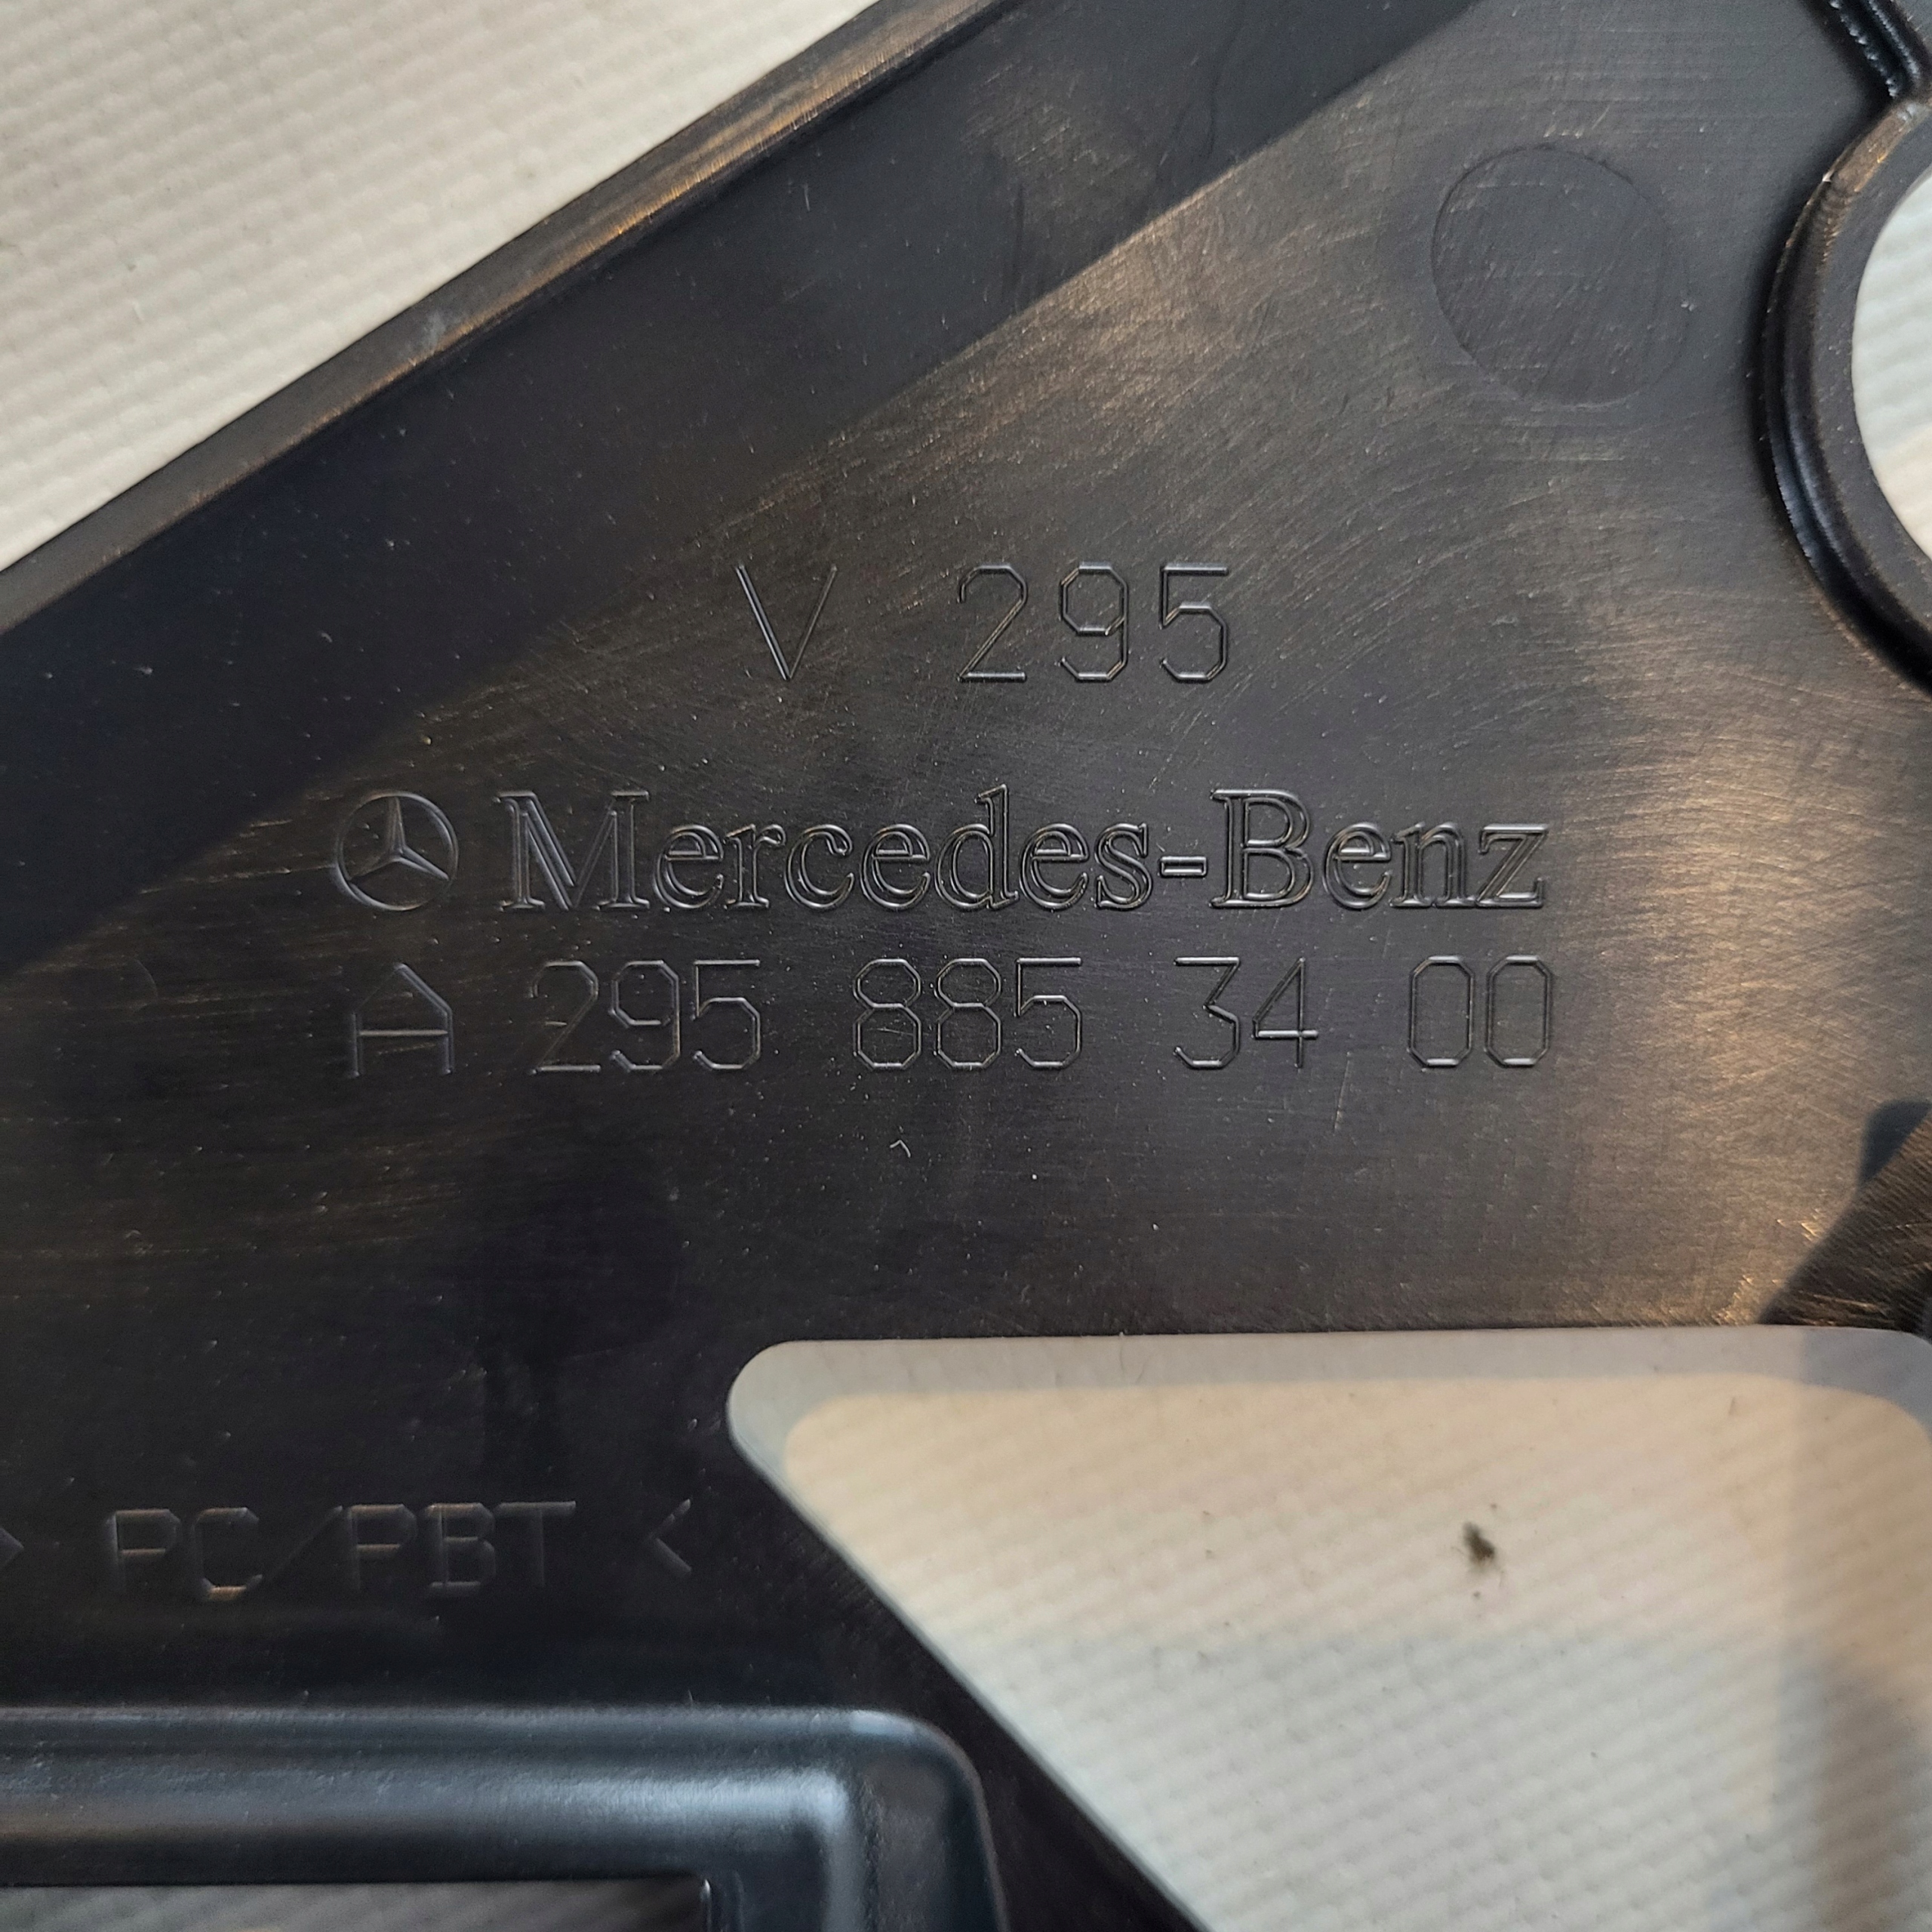 V 295
Mercedes-Benz
A 295 885 34 00
> PC/PBT <